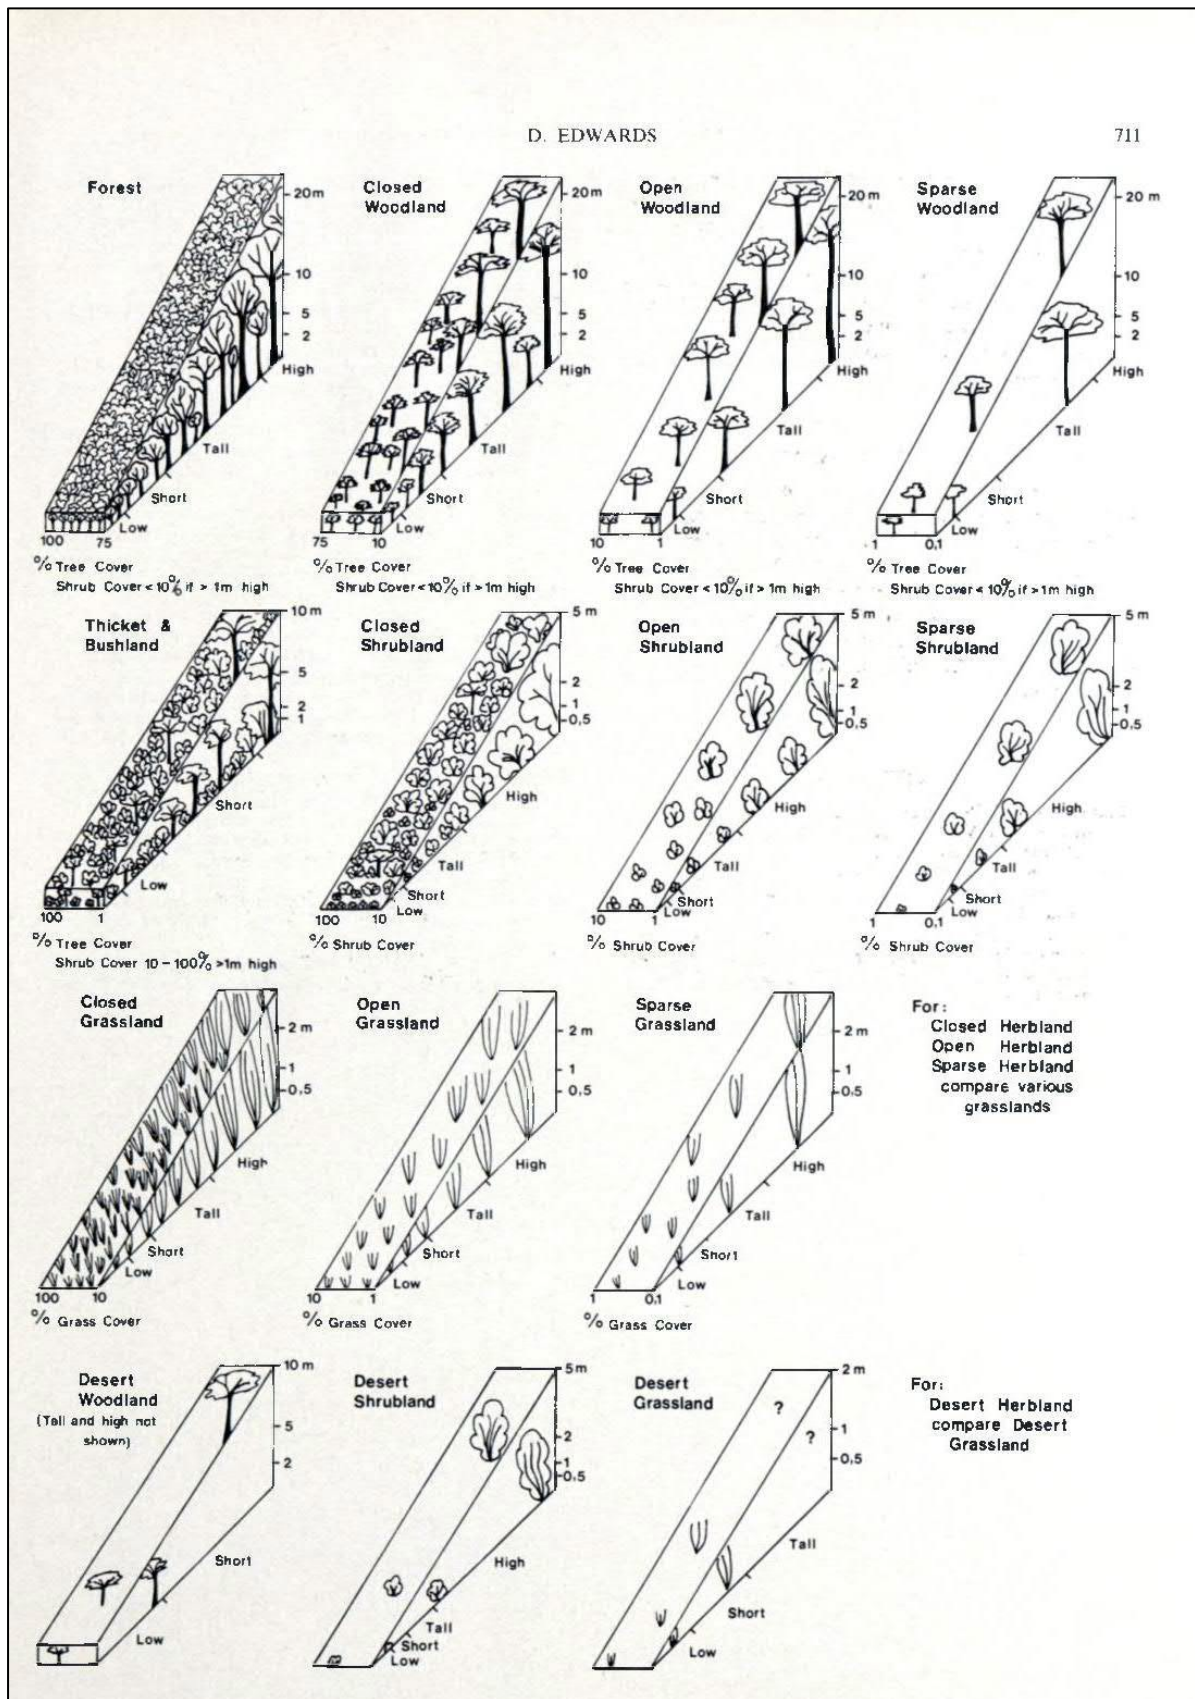 D. EDWARDS
711
Forest
20m
10
5
2
High
Tall
Short
Low
100 75
% Tree Cover
Shrub Cover < 10% if > 1m high
Closed
Woodland
20m
10
5
2
High
Tall
Short
Low
75 10
% Tree Cover
Shrub Cover < 10% if > 1m high
Open
Woodland
20m
10
5
2
High
Tall
Short
Low
10 1
% Tree Cover
Shrub Cover < 10% if > 1m high
Sparse
Woodland
20 m
10
5
2
High
Tall
Short
Low
1 0,1
% Tree Cover
Shrub Cover < 10% if > 1m high
Thicket &
Bushland
10 m
5
2
1
Short
Low
100 1
% Tree Cover
Shrub Cover 10 – 100% >1m high
Closed
Shrubland
5 m
2
1
0,5
High
Tall
Short
Low
100 10
% Shrub Cover
Open
Shrubland
5m
2
1
0,5
High
Tall
Short
Low
10 1
% Shrub Cover
Sparse
Shrubland
5 m
2
1
0,5
High
Tall
Short
Low
1 0,1
% Shrub Cover
Closed
Grassland
2 m
1
0,5
High
Tall
Short
Low
100 10
% Grass Cover
Open
Grassland
2 m
1
0,5
High
Tall
Short
Low
10 1
% Grass Cover
Sparse
Grassland
2 m
1
0,5
High
Tall
Short
Low
1 0,1
% Grass Cover
For:
Closed Herbland
Open Herbland
Sparse Herbland
compare various
grasslands
Desert
Woodland
(Tall and high not
shown)
10 m
5
2
Short
Low
Desert
Shrubland
5m
2
1
0,5
High
Tall
Short
Low
Desert
Grassland
2 m
?
1
?
0,5
Tall
Short
Low
For:
Desert Herbland
compare Desert
Grassland